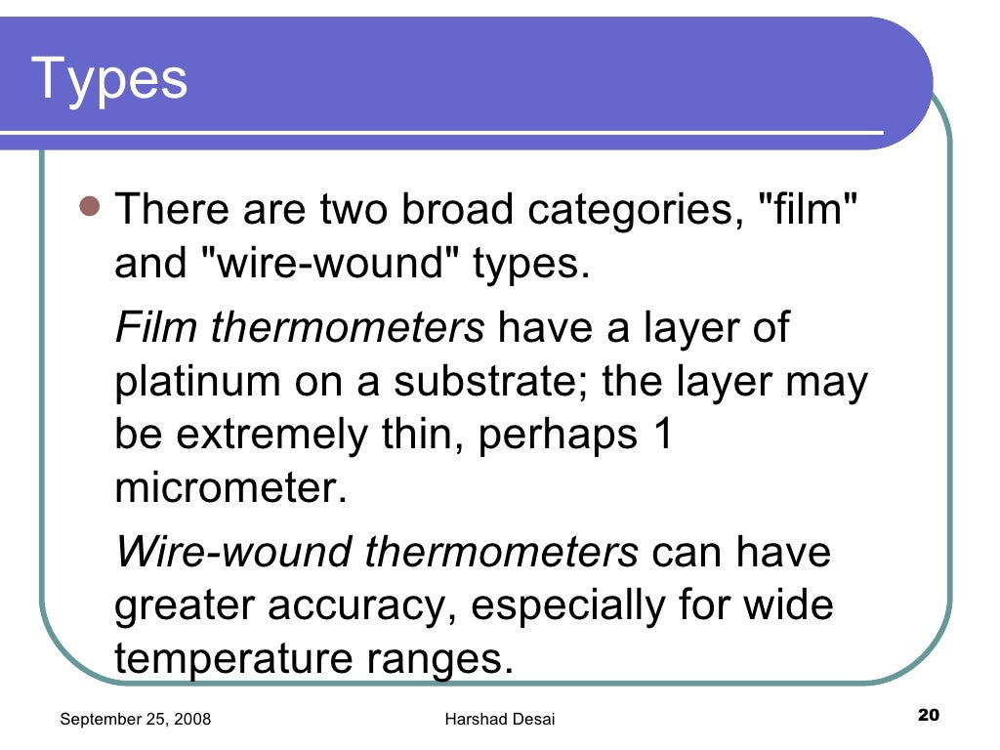 Types
There are two broad categories, "film"
and "wire-wound" types.
Film thermometers have a layer of
platinum on a substrate; the layer may
be extremely thin, perhaps 1
micrometer.
Wire-wound thermometers can have
greater accuracy, especially for wide
temperature ranges.
September 25, 2008
Harshad Desai
20